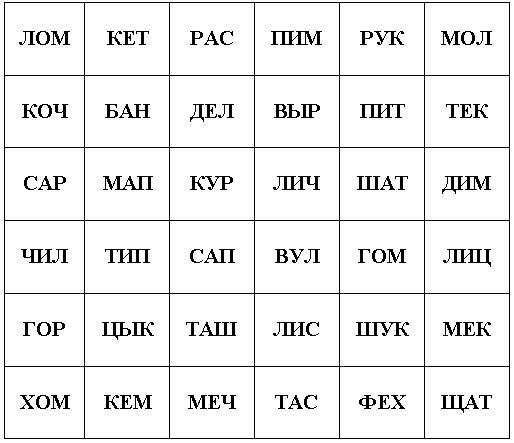 ЛОМ КЕТ РАС ПИМ РУК МОЛ
КОЧ БАН ДЕЛ ВЫР ПИТ ТЕК
САР МАП КУР ЛИЧ ШАТ ДИМ
ЧИЛ ТИП САП ВУЛ ГОМ ЛИЦ
ГОР ЦЫК ТАШ ЛИС ШУК МЕК
ХОМ КЕМ МЕЧ ТАС ФЕХ ЩАТ